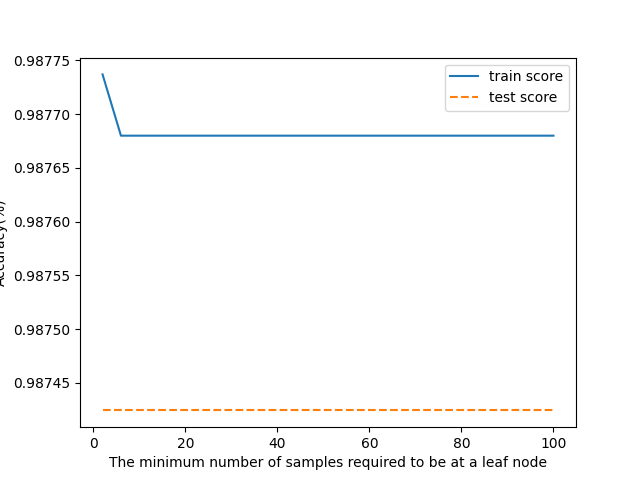 0.98775
0.98770
0.98765
0.98760
0.98755
0.98750
0.98745
Accuracy(%)
0 20 40 60 80 100
The minimum number of samples required to be at a leaf node
train score
test score